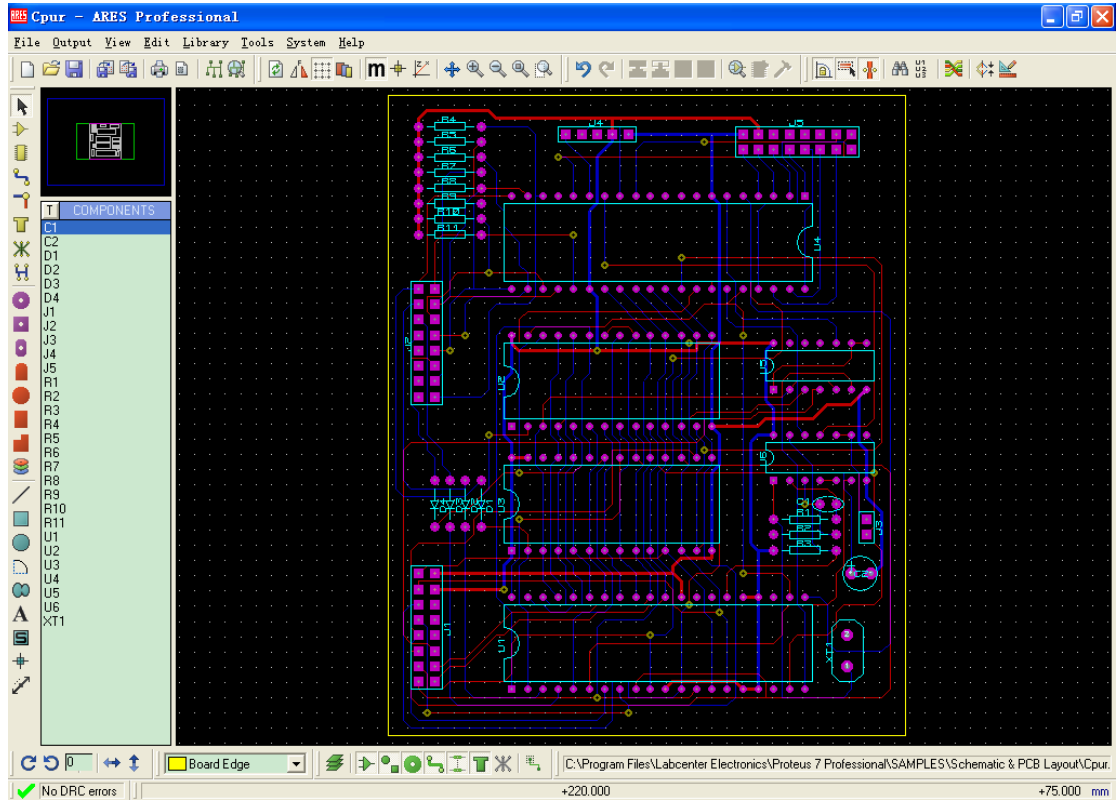 ARES Cpur - ARES Professional
File Output View Edit Library Tools System Help
T COMPONENTS
C1
C2
D1
D2
D3
D4
J1
J2
J3
J4
J5
R1
R2
R3
R4
R5
R6
R7
R8
R9
R10
R11
U1
U2
U3
U4
U5
U6
XT1
R4
R5
R6
R7
R8
R9
R10
R11
J4
J5
U4
J2
U2
U5
U6
U3
R1
R2
R3
J3
J1
U1
XT1
0
Board Edge
C:\Program Files\Labcenter Electronics\Proteus 7 Professional\SAMPLES\Schematic & PCB Layout\Cpur.
No DRC errors
+220.000
+75.000 mm